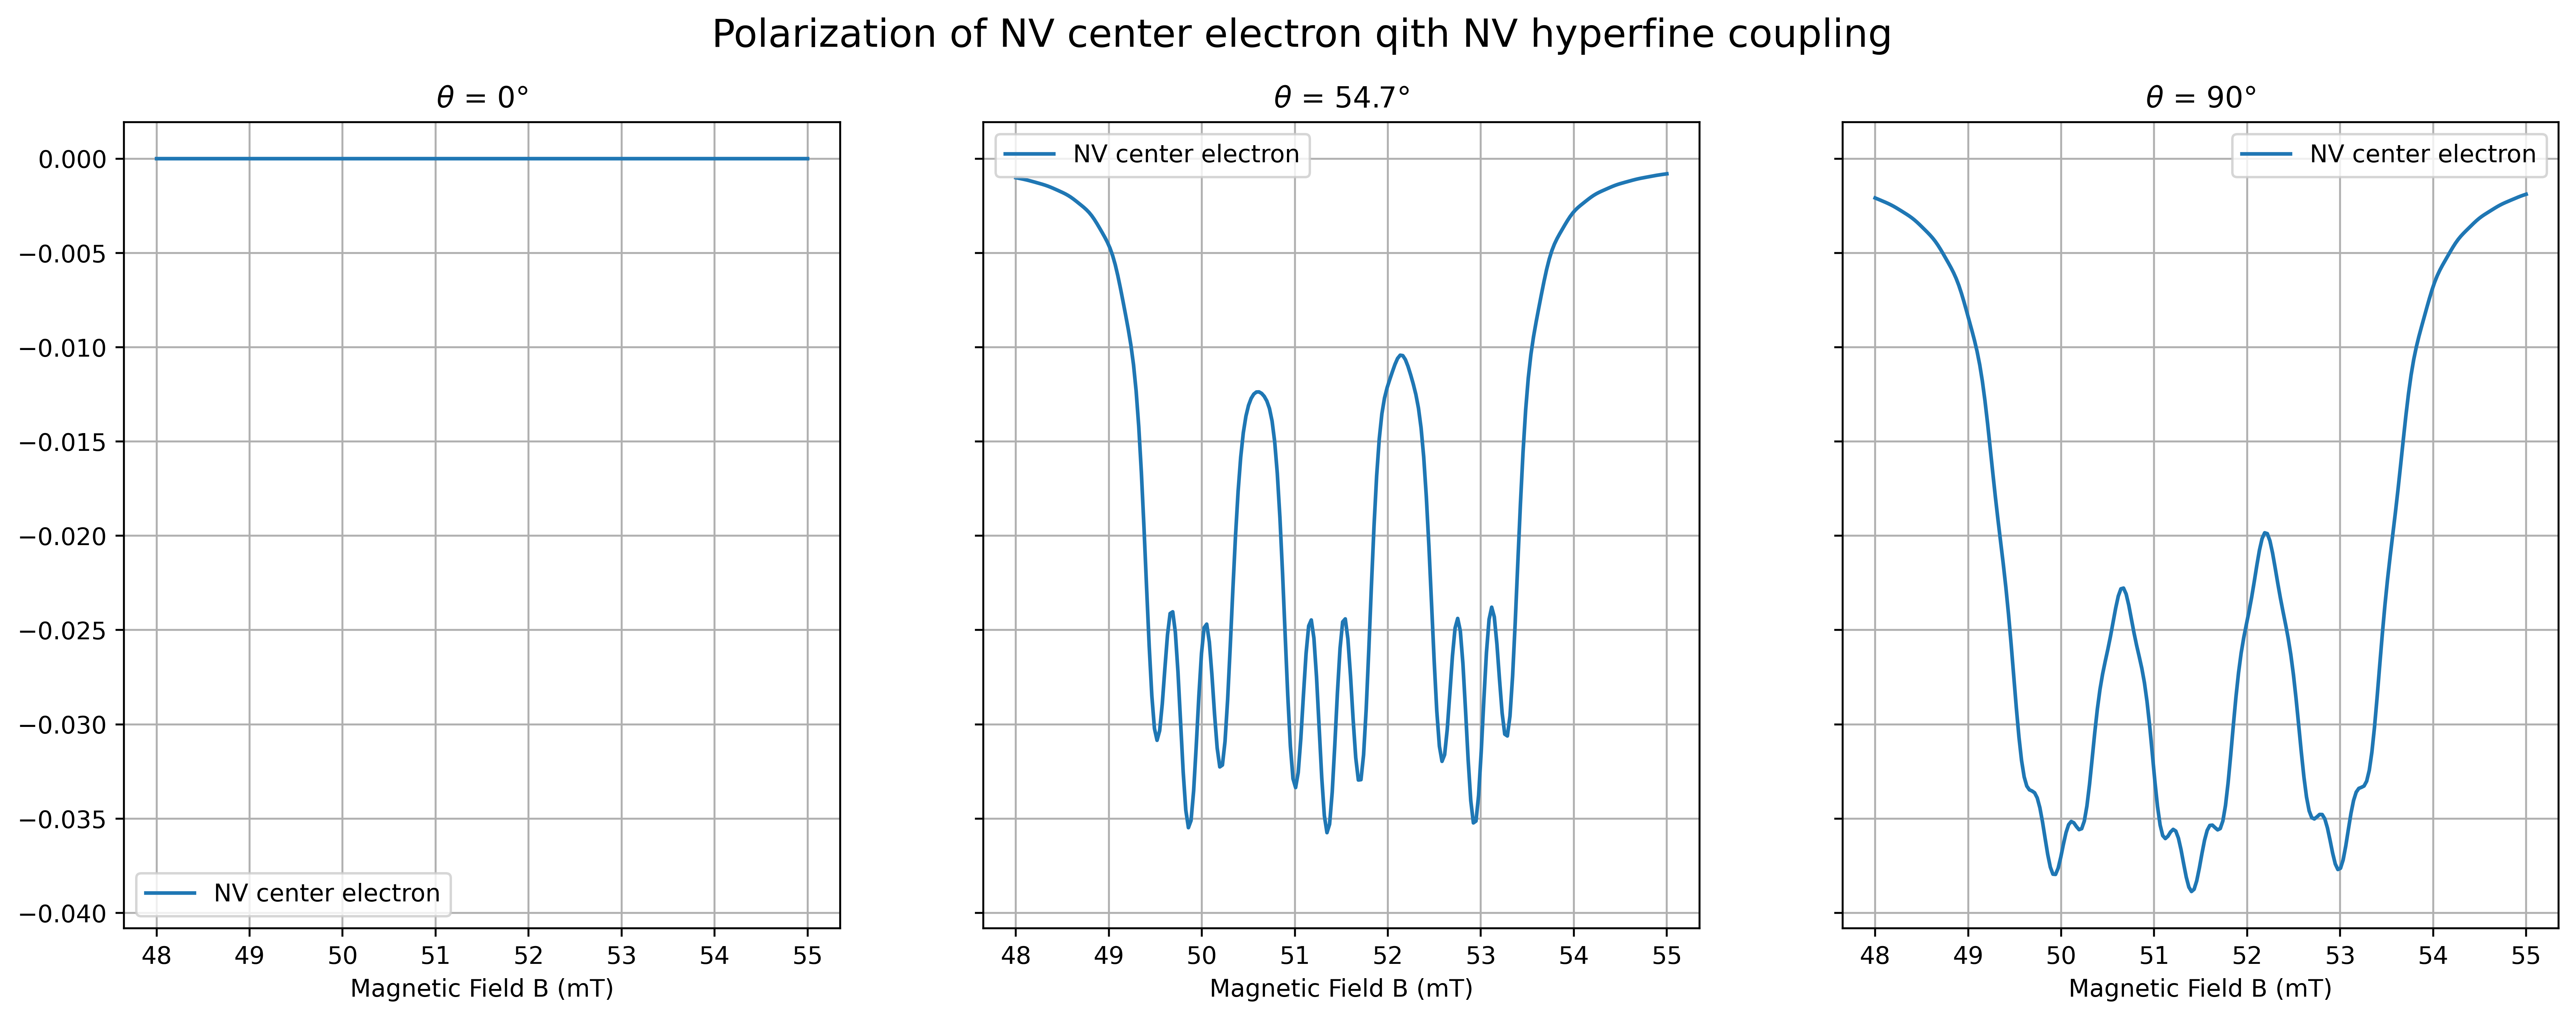 Polarization of NV center electron qith NV hyperfine coupling
θ = 0°
0.000
−0.005
−0.010
−0.015
−0.020
−0.025
−0.030
−0.035
−0.040
NV center electron
48 49 50 51 52 53 54 55
Magnetic Field B (mT)
θ = 54.7°
NV center electron
48 49 50 51 52 53 54 55
Magnetic Field B (mT)
θ = 90°
NV center electron
48 49 50 51 52 53 54 55
Magnetic Field B (mT)